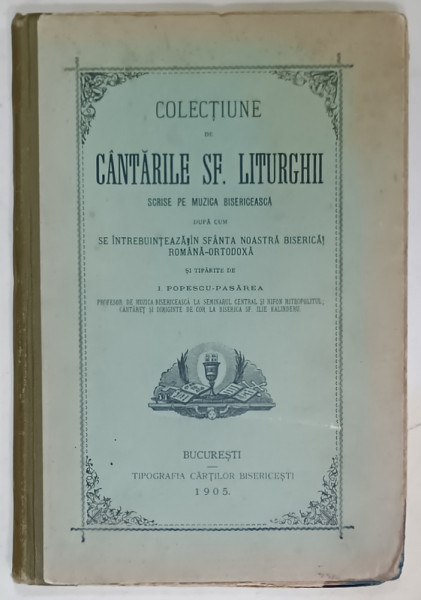 COLECȚIUNE
DE
CÂNTĂRILE SF. LITURGHII
SCRISE PE MUZICA BISERICEASCĂ
DUPĂ CUM
SE ÎNTREBUINȚEAZĂ ÎN SFÂNTA NOASTRĂ BISERICĂ
ROMÂNĂ-ORTODOXĂ
ȘI TIPĂRITE DE
I. POPESCU-PASĂREA
PROFESOR DE MUSICA BISERICEASCĂ LA SEMINARUL CENTRAL ȘI NIFON MITROPOLITUL;
CÂNTĂREȚ ȘI DIRIGINTE DE COR LA BISERICA SF. ILIE KALINDERU.
BUCUREȘTI
TIPOGRAFIA CĂRȚILOR BISERICEȘTI
1905.